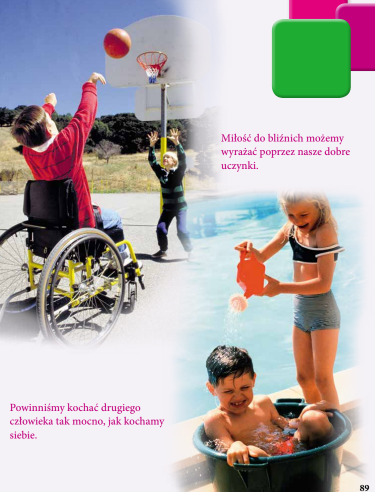 Miłość do bliźnich możemy
wyrażać poprzez nasze dobre
uczynki.
Powinniśmy kochać drugiego
człowieka tak mocno, jak kochamy
siebie.
89